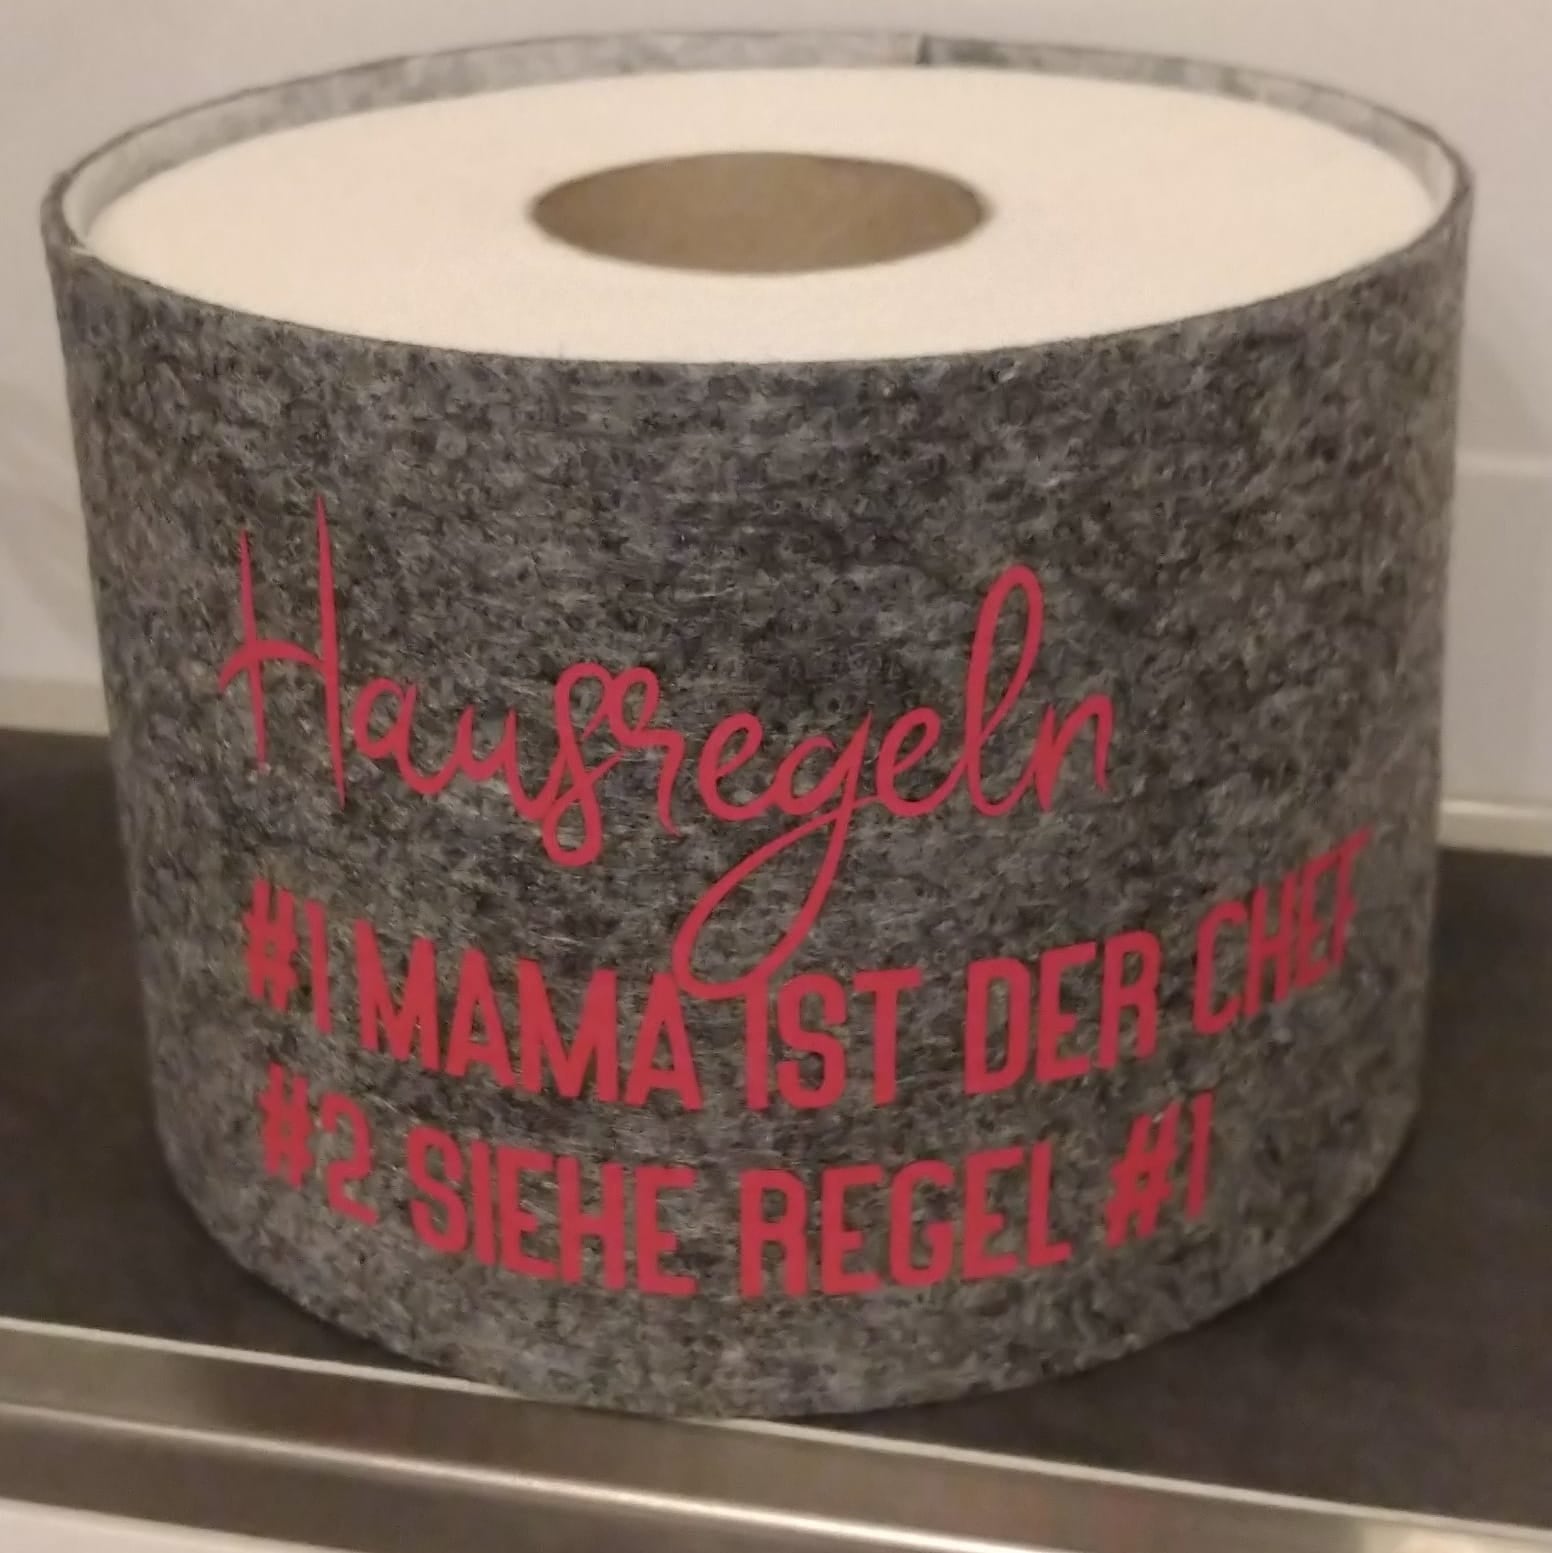 Hausregeln
#1 MAMA IST DER CHEF
#2 SIEHE REGEL #1